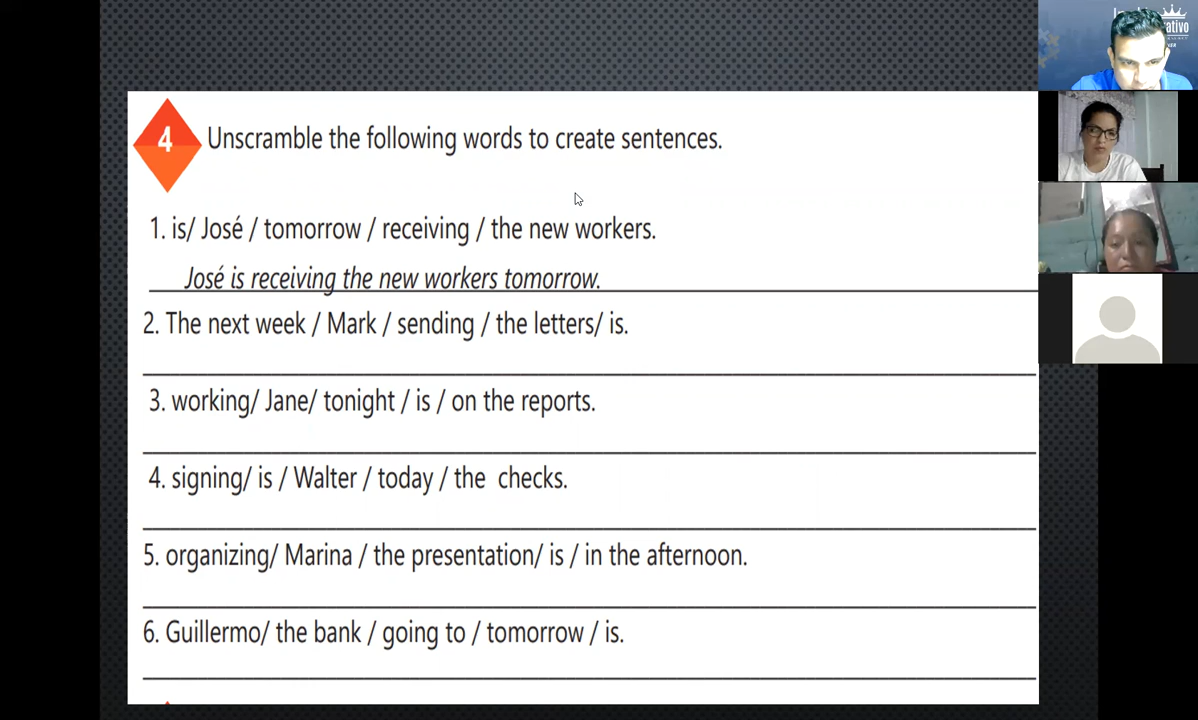 4 Unscramble the following words to create sentences.
1. is/ José / tomorrow / receiving / the new workers.
José is receiving the new workers tomorrow.
2. The next week / Mark / sending / the letters/ is.
3. working/ Jane/ tonight / is / on the reports.
4. signing/ is / Walter / today / the checks.
5. organizing/ Marina / the presentation/ is / in the afternoon.
6. Guillermo/ the bank / going to / tomorrow / is.